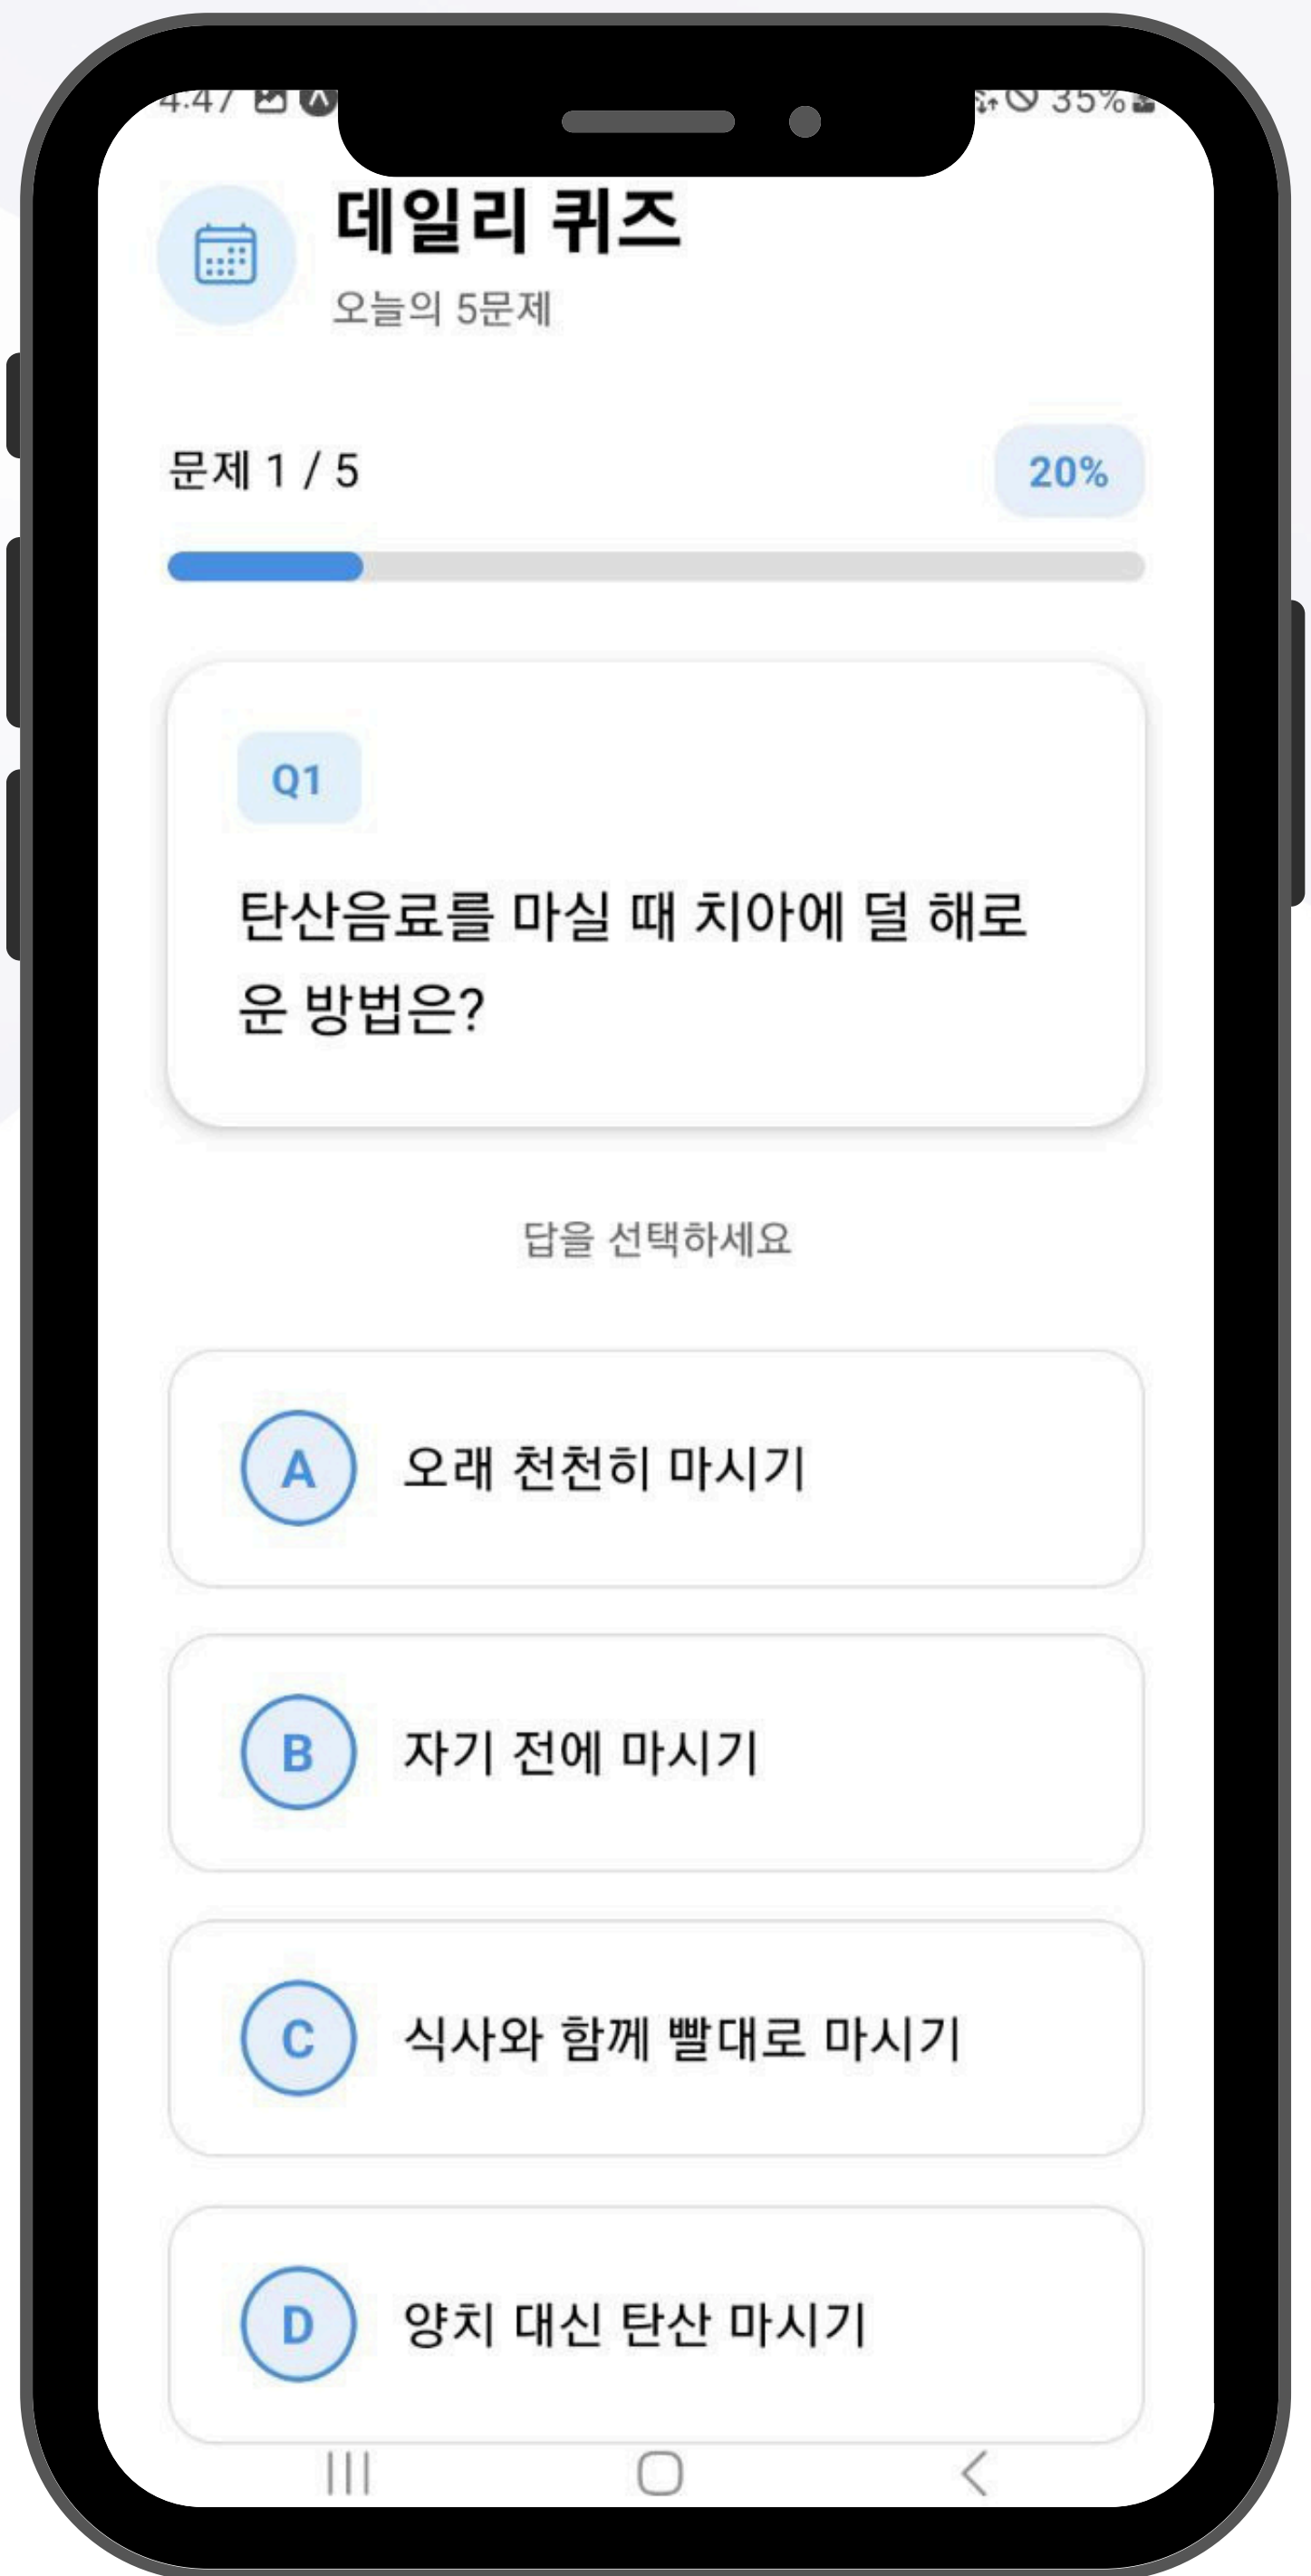 4:47 35%
데일리 퀴즈
오늘의 5문제
문제 1 / 5
20%
Q1
탄산음료를 마실 때 치아에 덜 해로
운 방법은?
답을 선택하세요
A 오래 천천히 마시기
B 자기 전에 마시기
C 식사와 함께 빨대로 마시기
D 양치 대신 탄산 마시기